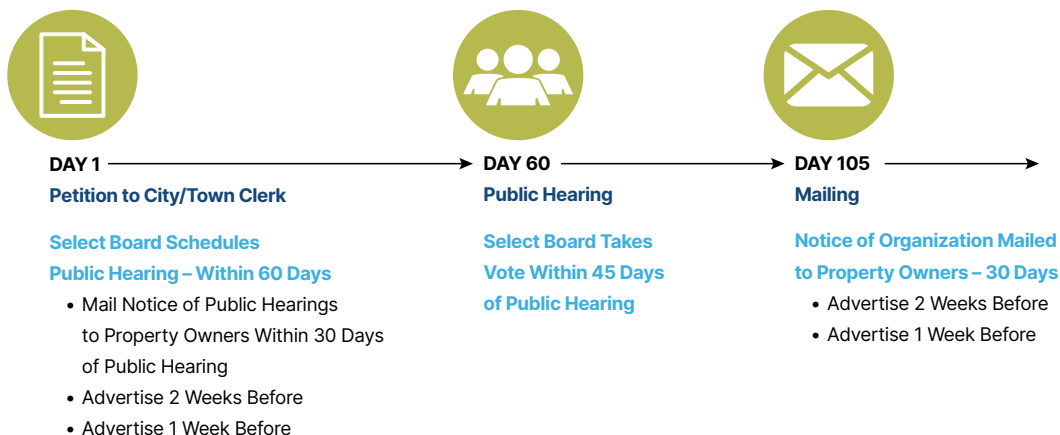 DAY 1
Petition to City/Town Clerk
Select Board Schedules
Public Hearing – Within 60 Days
• Mail Notice of Public Hearings
to Property Owners Within 30 Days
of Public Hearing
• Advertise 2 Weeks Before
• Advertise 1 Week Before
DAY 60
Public Hearing
Select Board Takes
Vote Within 45 Days
of Public Hearing
DAY 105
Mailing
Notice of Organization Mailed
to Property Owners – 30 Days
• Advertise 2 Weeks Before
• Advertise 1 Week Before